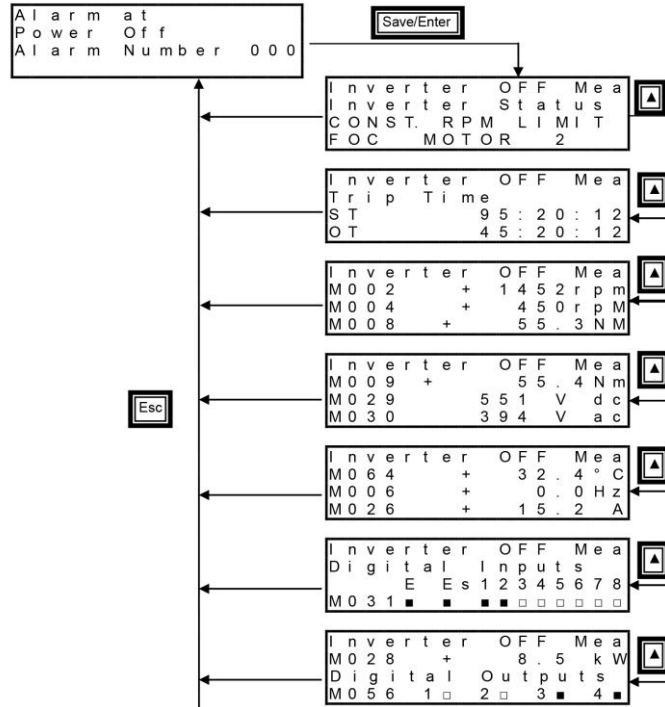 Alarm at
Power Off
Alarm Number 000
Save/Enter
Inverter OFF Mea
Inverter Status
CONST. RPM LIMIT
FOC MOTOR 2
▲
Inverter OFF Mea
Trip Time
ST 95:20:12
OT 45:20:12
▲
Inverter OFF Mea
M002 + 1452rpm
M004 + 450rpM
M008 + 55.3NM
▲
Inverter OFF Mea
M009 + 55.4Nm
M029 551 V dc
M030 394 V ac
▲
Esc
Inverter OFF Mea
M064 + 32.4°C
M006 + 0.0Hz
M026 + 15.2 A
▲
Inverter OFF Mea
Digital Inputs
E Es12345678
M031■ ■ ■■□□□□□□
▲
Inverter OFF Mea
M028 + 8.5 kW
Digital Outputs
M056 1□ 2□ 3■ 4■
▲